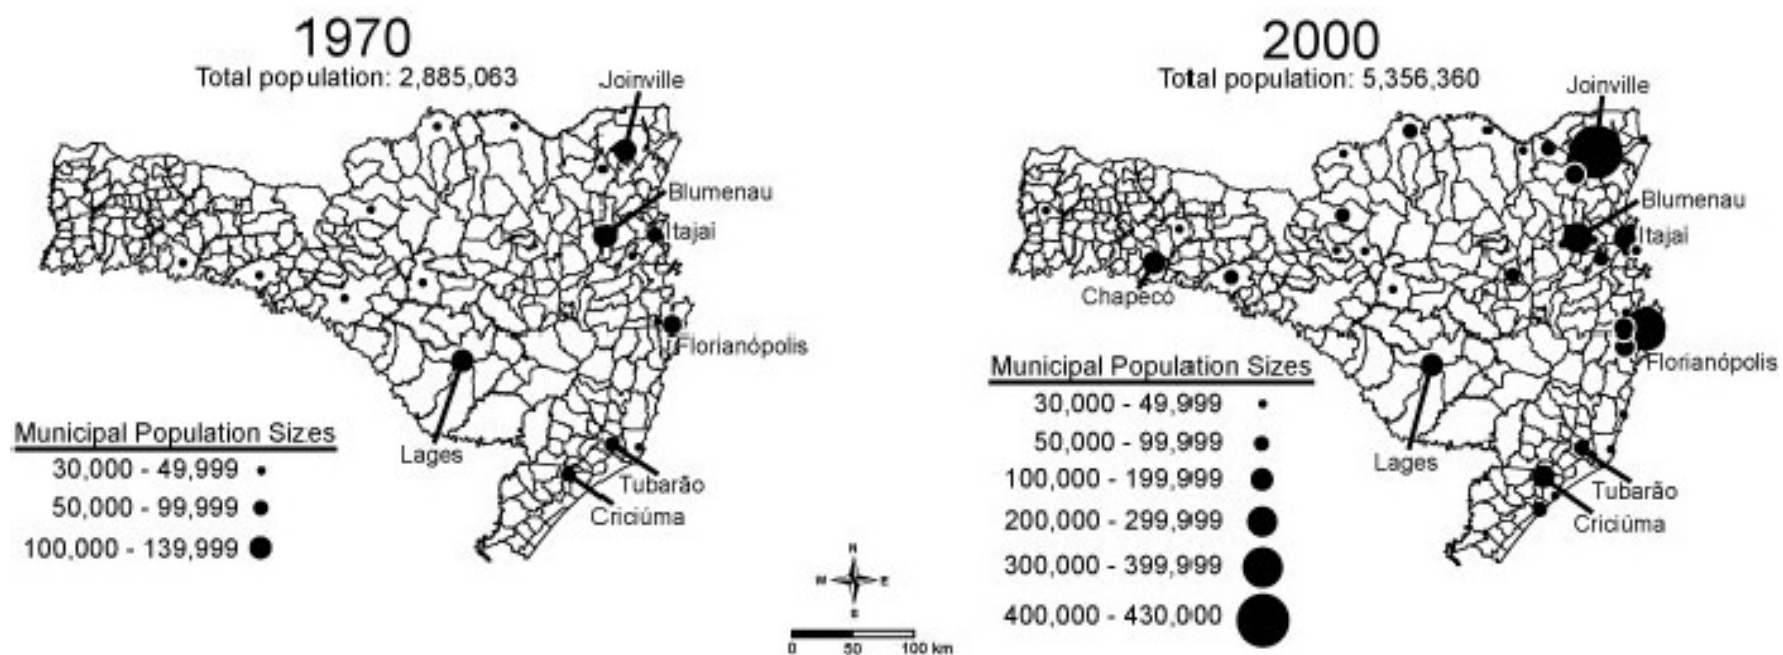 1970
Total population: 2,885,063
Joinville
Blumenau
Itajai
Florianópolis
Lages
Tubarão
Criciúma
Municipal Population Sizes
30,000 - 49,999
50,000 - 99,999
100,000 - 139,999
2000
Total population: 5,356,360
Joinville
Blumenau
Itajai
Chapecó
Florianópolis
Lages
Tubarão
Criciúma
Municipal Population Sizes
30,000 - 49,999
50,000 - 99,999
100,000 - 199,999
200,000 - 299,999
300,000 - 399,999
400,000 - 430,000
N
W E
S
0 50 100 km